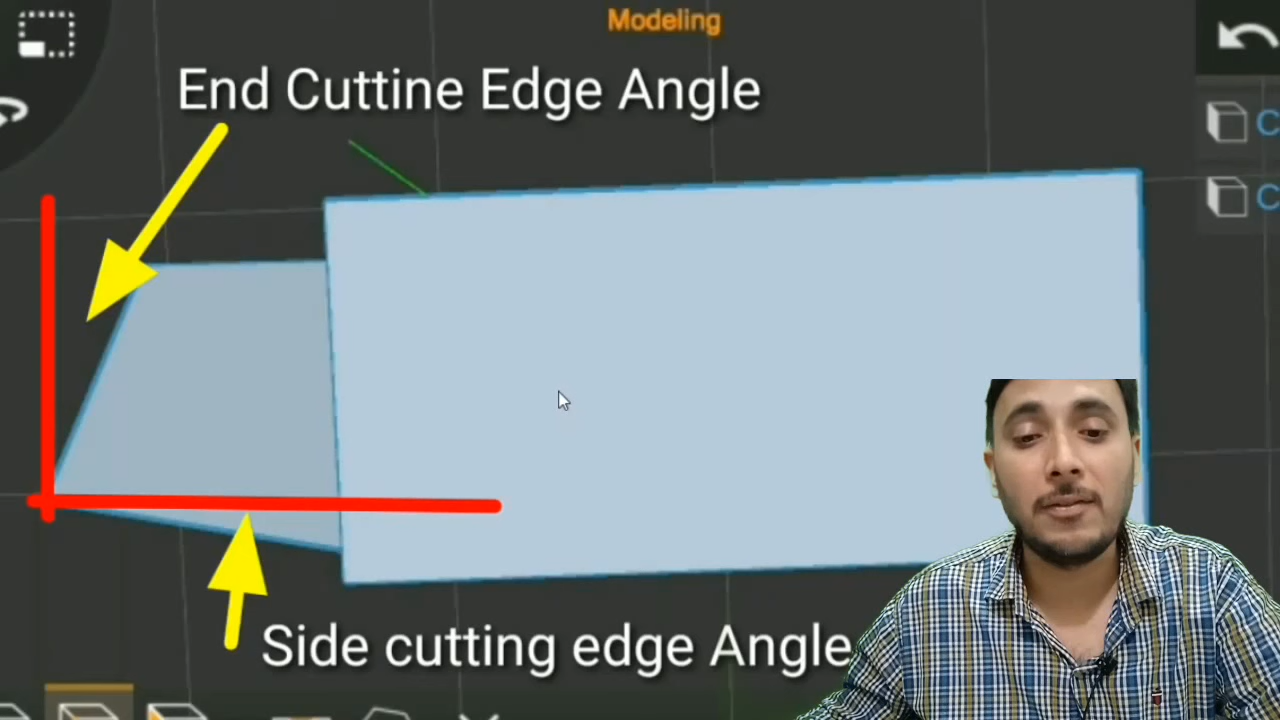 Modeling
End Cuttine Edge Angle
C
C
Side cutting edge Angle